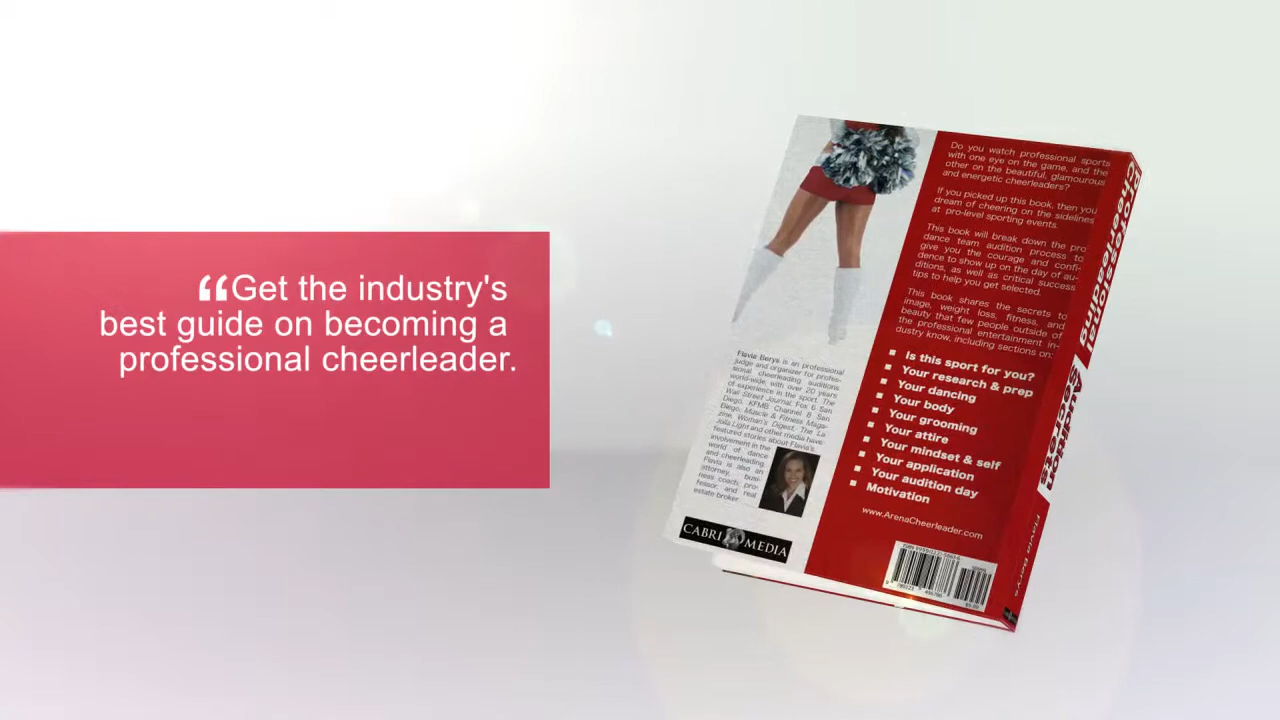 “Get the industry's
best guide on becoming a
professional cheerleader.
Do you watch professional sports
with one eye on the game, and the
other on the beautiful, glamourous
and energetic cheerleaders?
If you picked up this book, then you
dream of cheering on the sidelines
at pro-level sporting events.
This book will break down the pro
dance team audition process to
give you the courage and confi-
dence to show up on the day of au-
ditions, as well as critical success
tips to help you get selected.
This book shares the secrets to
image, weight loss, fitness, and
beauty that few people outside of
the professional entertainment in-
dustry know, including sections on:
Is this sport for you?
Your research & prep
Your dancing
Your body
Your grooming
Your attire
Your mindset & self
Your application
Your audition day
Motivation
www.ArenaCheerleader.com
Flavia Berys is an professional
judge and organizer for profes-
sional cheerleading auditions
world-wide, with over 20 years
of experience in the sport. The
Wall Street Journal, Fox 6 San
Diego, KFMB Channel 8 San
Diego, Muscle & Fitness Maga-
zine, Woman's Digest, The La
Jolla Light and other media have
featured stories about Flavia's
involvement in the
world of dance
and cheerleading.
Flavia is also an
attorney, busi-
ness coach, pro-
fessor, and real
estate broker.
CABRI MEDIA
Professional
Cheerleading
Audition
Secrets
Flavia Berys